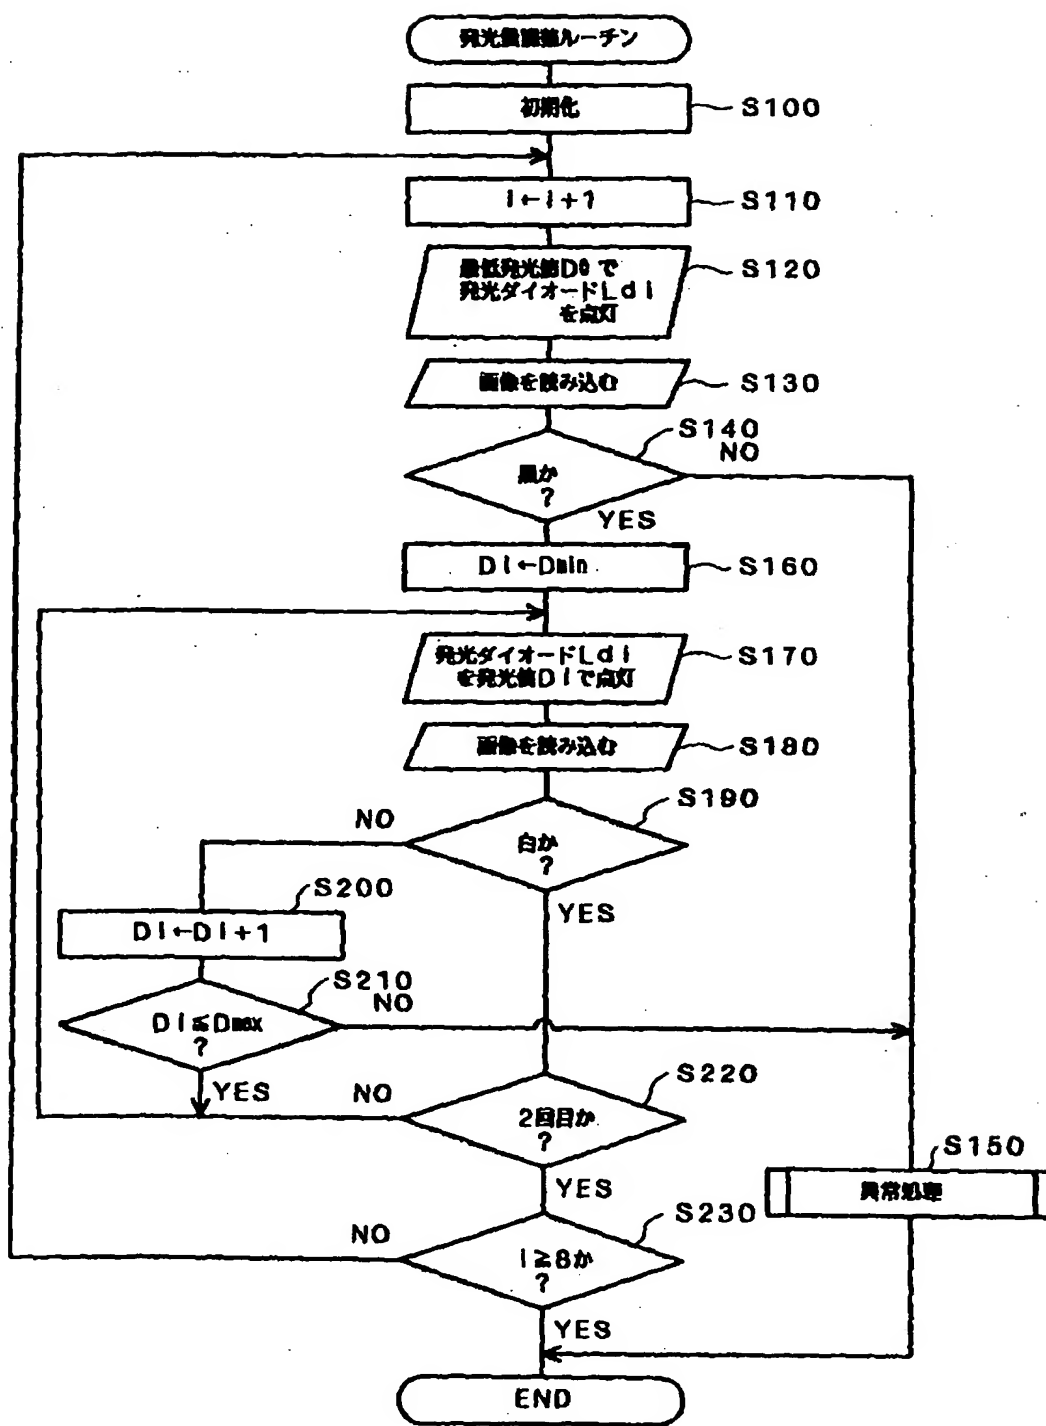 発光量調整ルーチン
初期化
S100
i←i+1
S110
最低発光値D0で
発光ダイオードLdi
を点灯
S120
画像を読み込む
S130
S140
NO
黒か
?
YES
Di←Dmin
S160
発光ダイオードLdi
を発光値Diで点灯
S170
画像を読み込む
S180
S190
NO
白か
?
YES
S200
Di←Di+1
S210
NO
Di≦Dmax
?
YES
S220
NO
2回目か
?
YES
S150
異常処理
S230
NO
i≧8か
?
YES
END